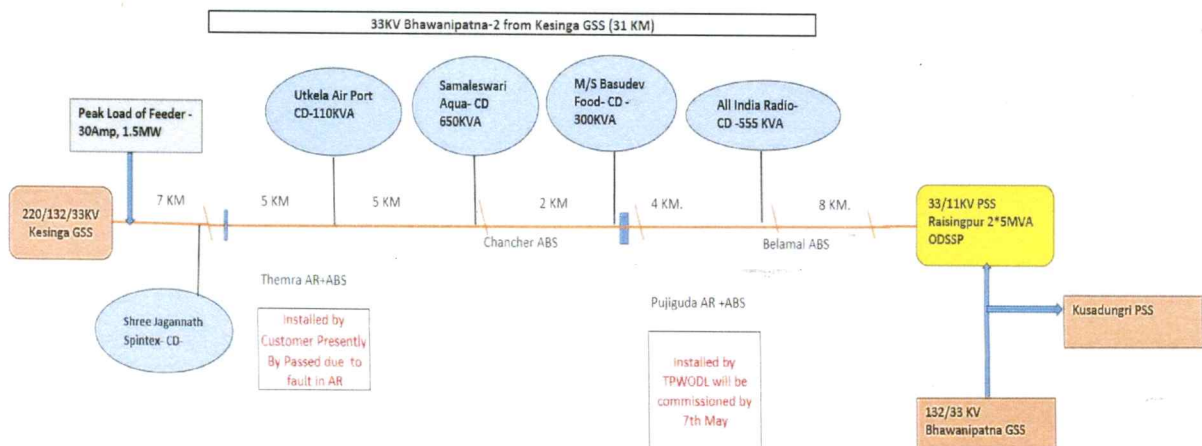 33KV Bhawanipatna-2 from Kesinga GSS (31 KM)
Peak Load of Feeder -
30Amp, 1.5MW
Utkela Air Port
CD-110KVA
Samaleswari
Aqua- CD
650KVA
M/S Basudev
Food- CD -
300KVA
All India Radio-
CD -555 KVA
220/132/33KV
Kesinga GSS
7 KM
5 KM
5 KM
2 KM
4 KM.
8 KM.
33/11KV PSS
Raisingpur 2*5MVA
ODSSP
Chancher ABS
Belamal ABS
Shree Jagannath
Spintex- CD-
Themra AR+ABS
Installed by
Customer Presently
By Passed due to
fault in AR
Pujiguda AR +ABS
Installed by
TPWODL will be
commissioned by
7th May
Kusadungri PSS
132/33 KV
Bhawanipatna GSS